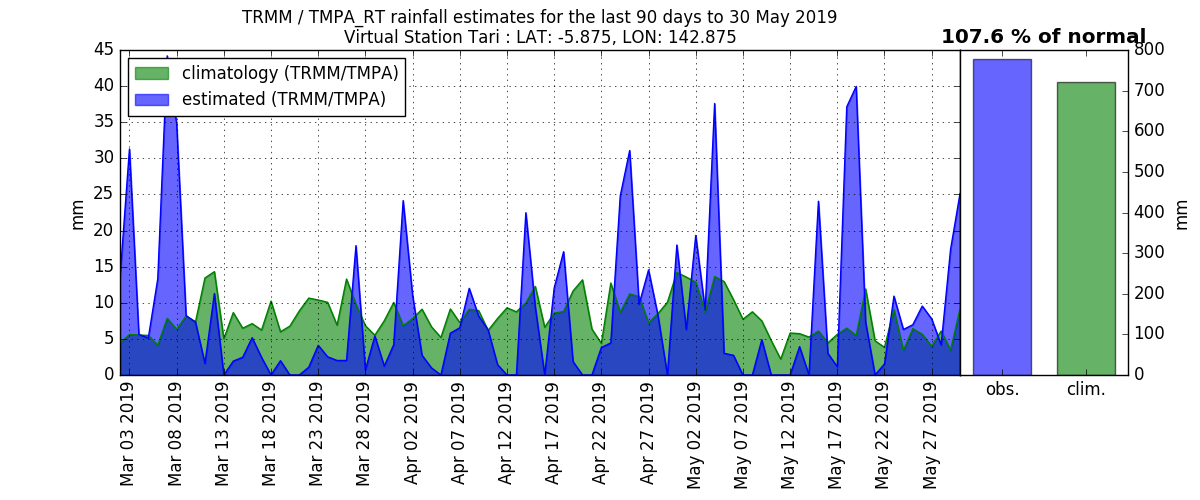 TRMM / TMPA_RT rainfall estimates for the last 90 days to 30 May 2019
Virtual Station Tari : LAT: -5.875, LON: 142.875
107.6 % of normal
climatology (TRMM/TMPA)
estimated (TRMM/TMPA)
mm
45
40
35
30
25
20
15
10
5
0
Mar 03 2019
Mar 08 2019
Mar 13 2019
Mar 18 2019
Mar 23 2019
Mar 28 2019
Apr 02 2019
Apr 07 2019
Apr 12 2019
Apr 17 2019
Apr 22 2019
Apr 27 2019
May 02 2019
May 07 2019
May 12 2019
May 17 2019
May 22 2019
May 27 2019
obs.
clim.
800
700
600
500
400
300
200
100
0
mm